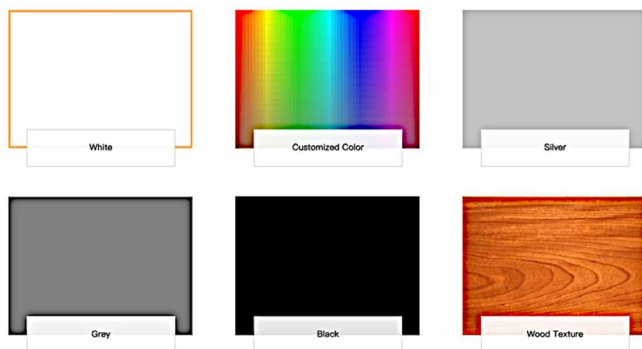 White
Customized Color
Silver
Grey
Black
Wood Texture